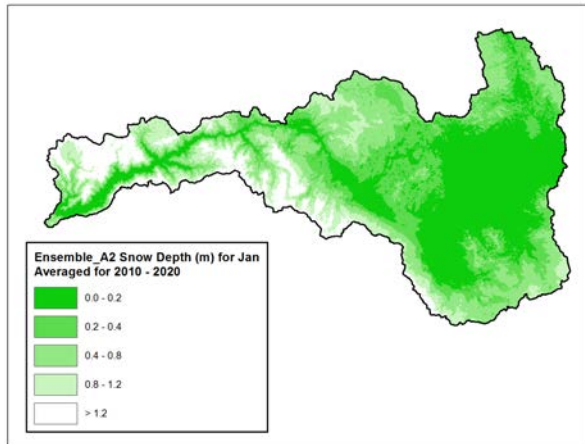 Ensemble_A2 Snow Depth (m) for Jan
Averaged for 2010 - 2020
0.0 - 0.2
0.2 - 0.4
0.4 - 0.8
0.8 - 1.2
> 1.2